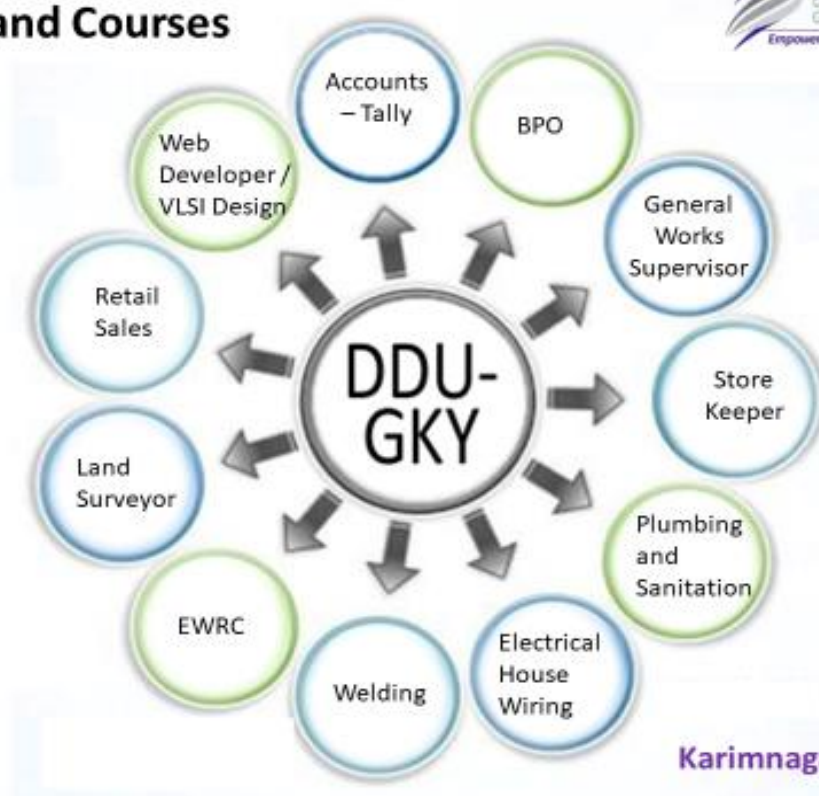 and Courses
Empower
Accounts
– Tally
BPO
General
Works
Supervisor
Store
Keeper
Plumbing
and
Sanitation
Electrical
House
Wiring
Welding
EWRC
Land
Surveyor
Retail
Sales
Web
Developer /
VLSI Design
DDU-
GKY
Karimnag